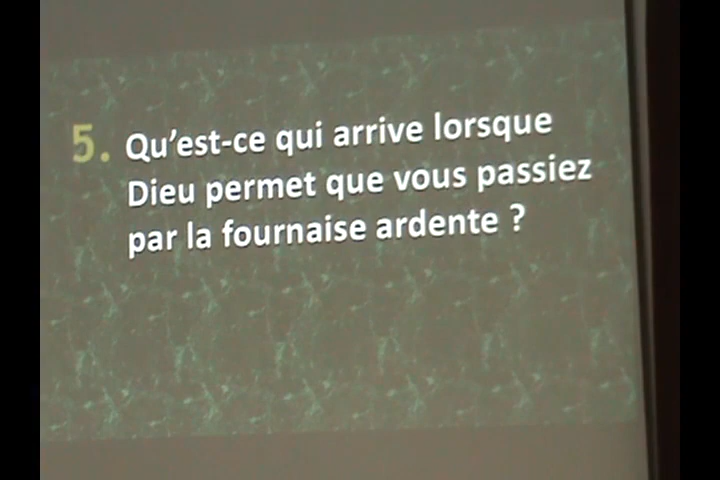 5. Qu’est-ce qui arrive lorsque
Dieu permet que vous passiez
par la fournaise ardente ?